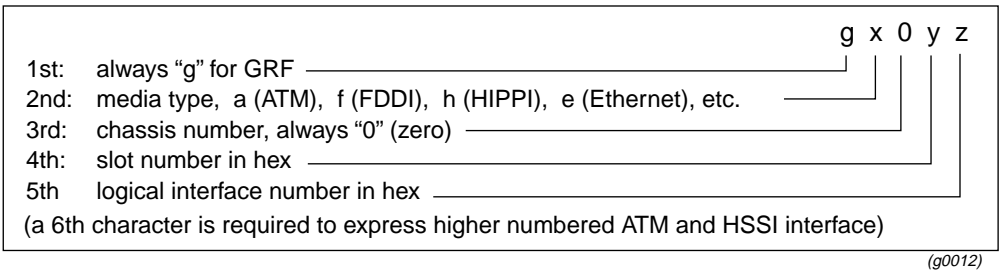 g x 0 y z
1st: always “g” for GRF
2nd: media type, a (ATM), f (FDDI), h (HIPPI), e (Ethernet), etc.
3rd: chassis number, always “0” (zero)
4th: slot number in hex
5th logical interface number in hex
(a 6th character is required to express higher numbered ATM and HSSI interface)
(g0012)